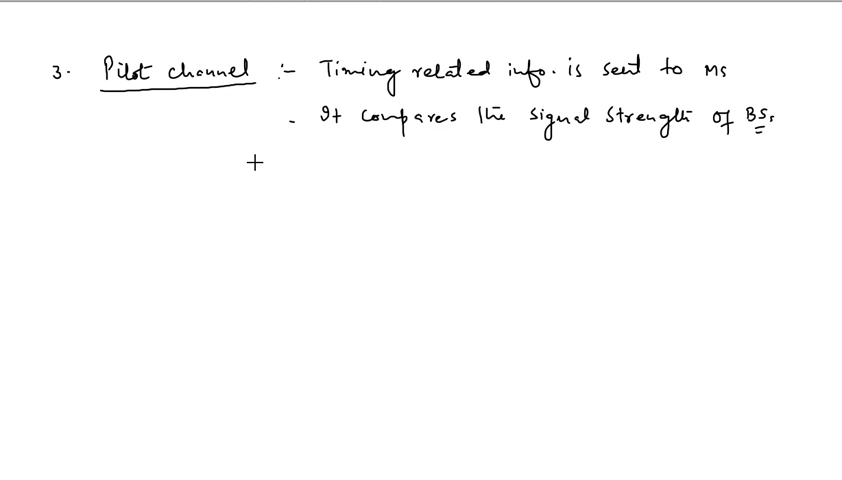 3. Pilot channel :- Timing related info. is sent to MS
- It compares the signal strength of BSs